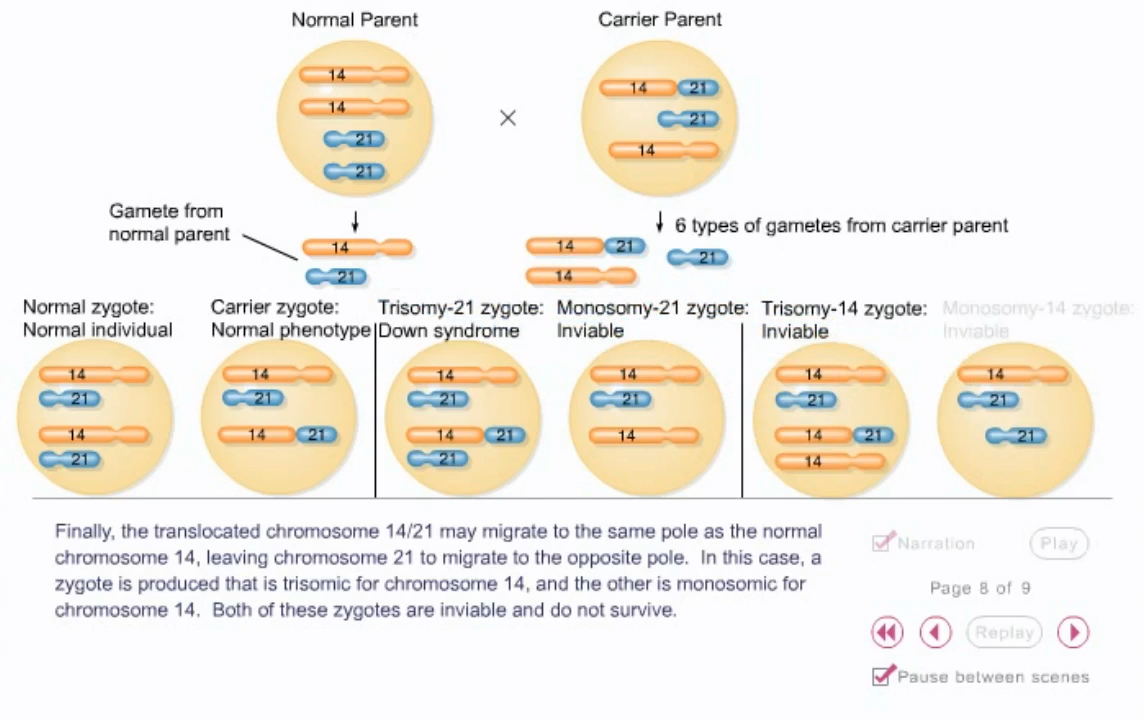 Normal Parent
Carrier Parent
14
14
21
21
14 21
21
14
×
Gamete from
normal parent
14
21
6 types of gametes from carrier parent
14 21
21
14
Normal zygote:
Normal individual
Carrier zygote:
Normal phenotype
Trisomy-21 zygote:
Down syndrome
Monosomy-21 zygote:
Inviable
Trisomy-14 zygote:
Inviable
Monosomy-14 zygote:
Inviable
14
21
14
21
14
21
14 21
14
21
14 21
21
14
21
14
14
21
14 21
14
14
21
21
Finally, the translocated chromosome 14/21 may migrate to the same pole as the normal
chromosome 14, leaving chromosome 21 to migrate to the opposite pole. In this case, a
zygote is produced that is trisomic for chromosome 14, and the other is monosomic for
chromosome 14. Both of these zygotes are inviable and do not survive.
Narration
Play
Page 8 of 9
Replay
Pause between scenes